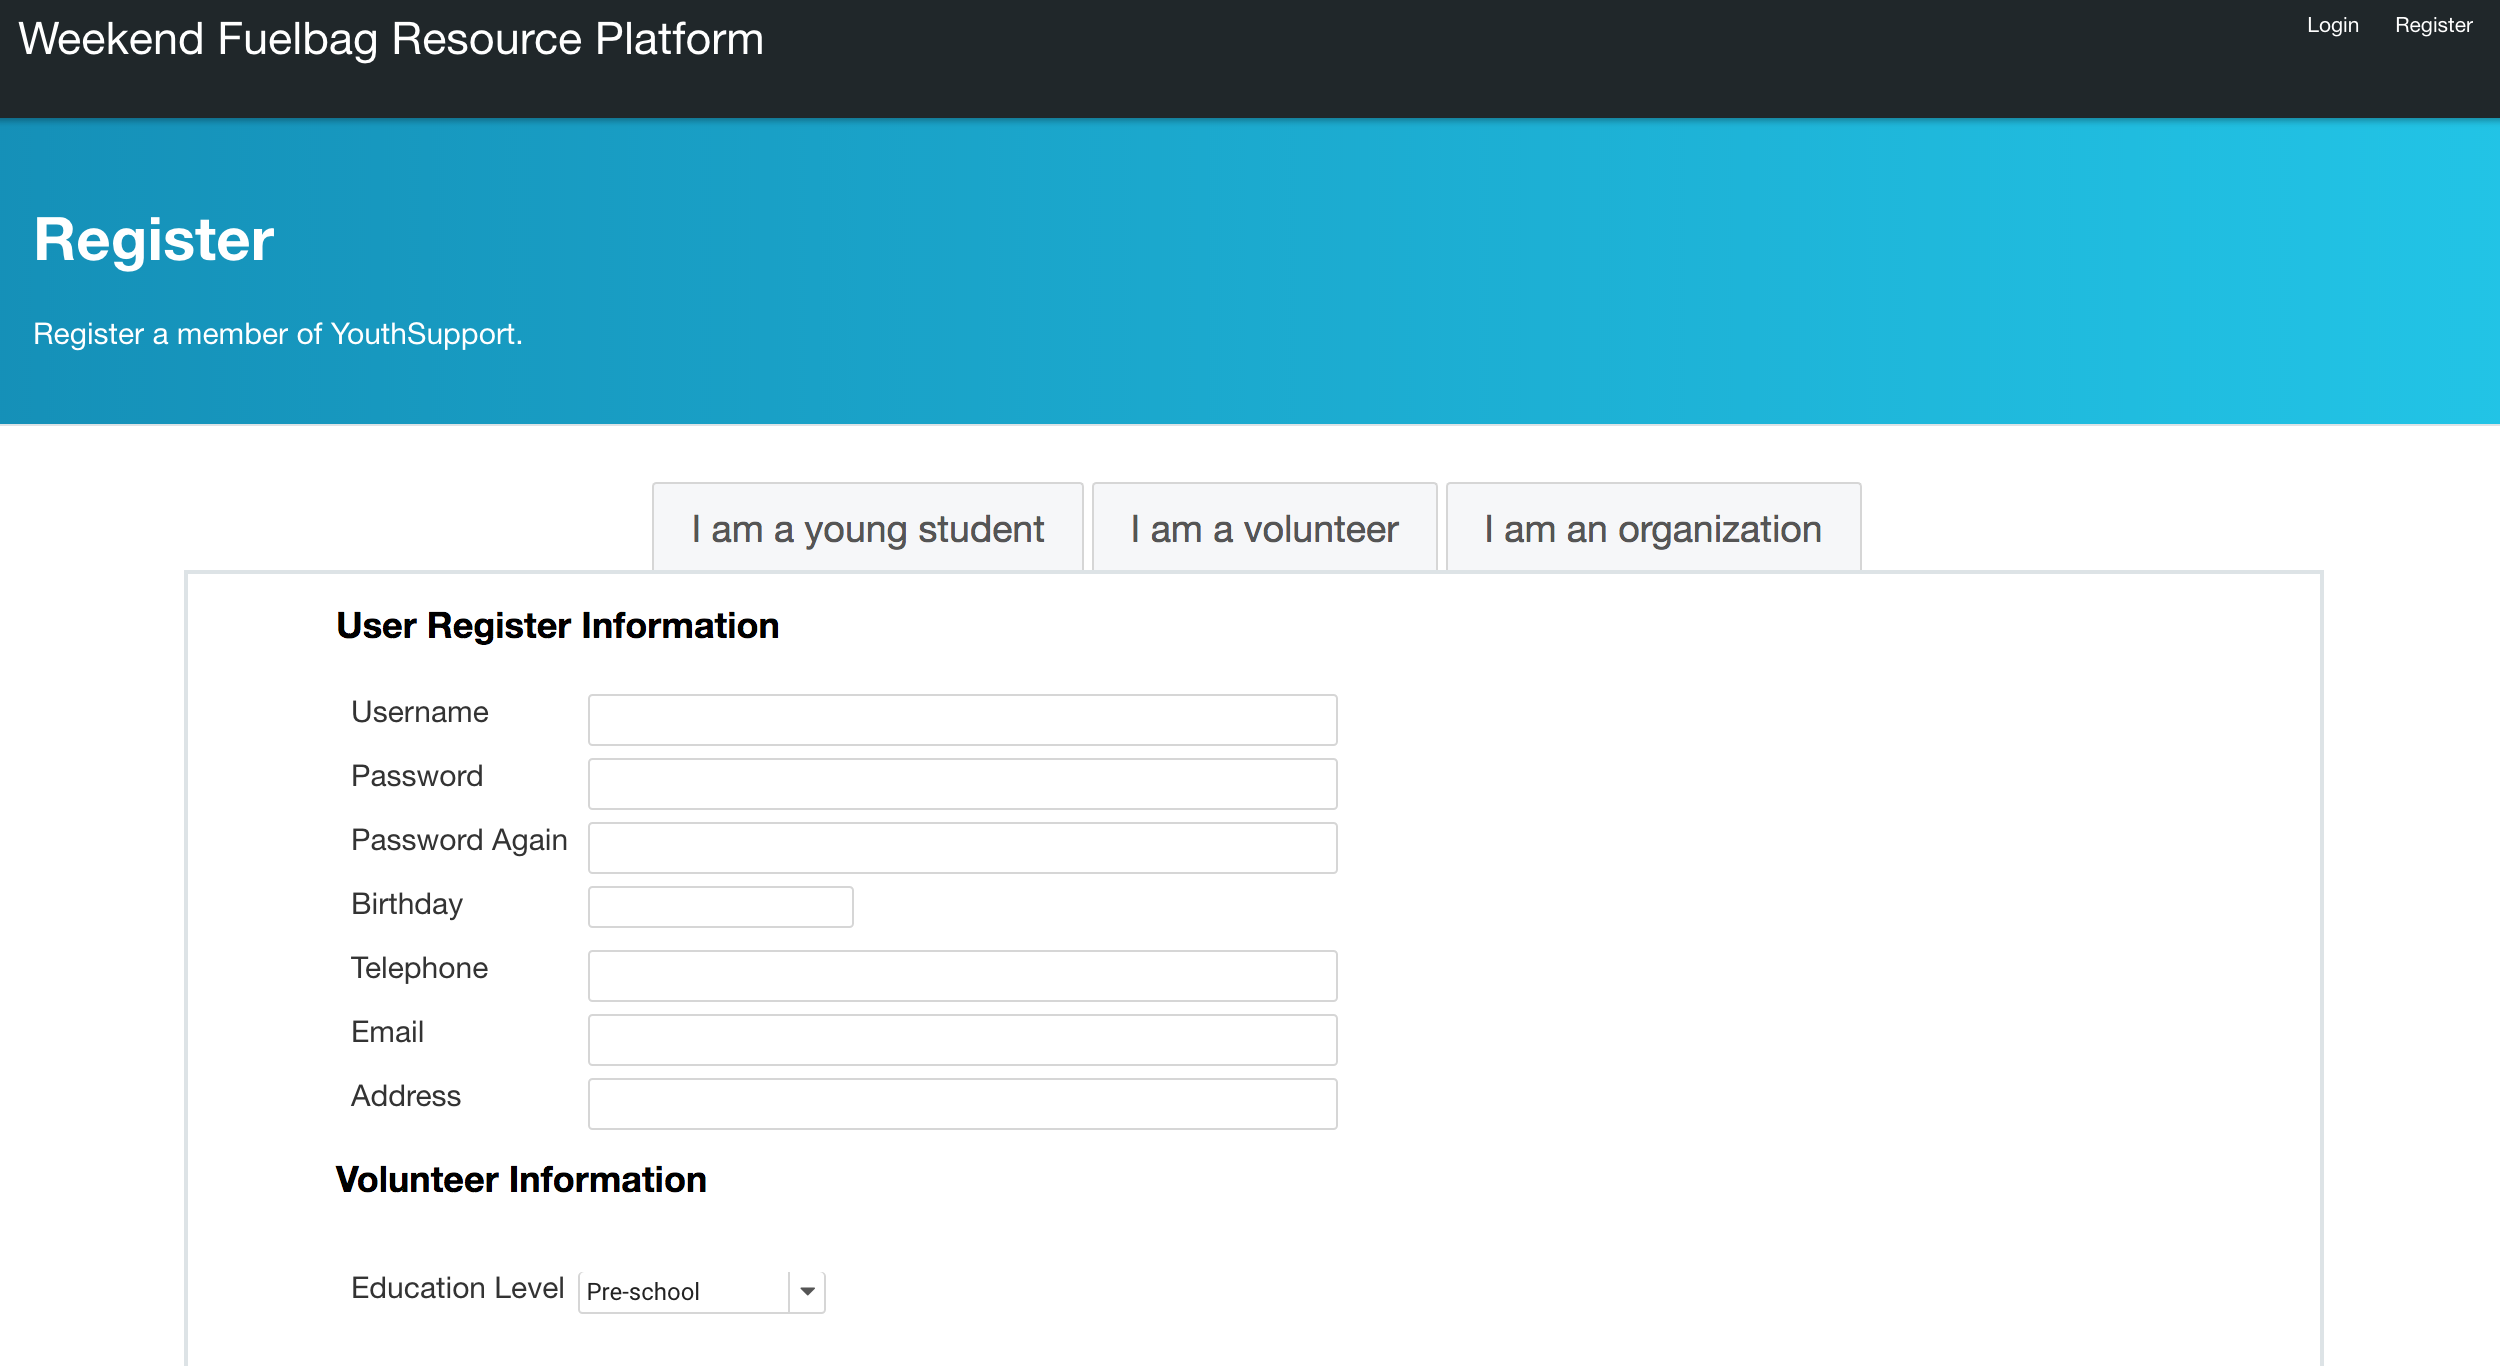 Weekend Fuelbag Resource Platform
Login Register
Register
Register a member of YouthSupport.
I am a young student
I am a volunteer
I am an organization
User Register Information
Username
Password
Password Again
Birthday
Telephone
Email
Address
Volunteer Information
Education Level Pre-school